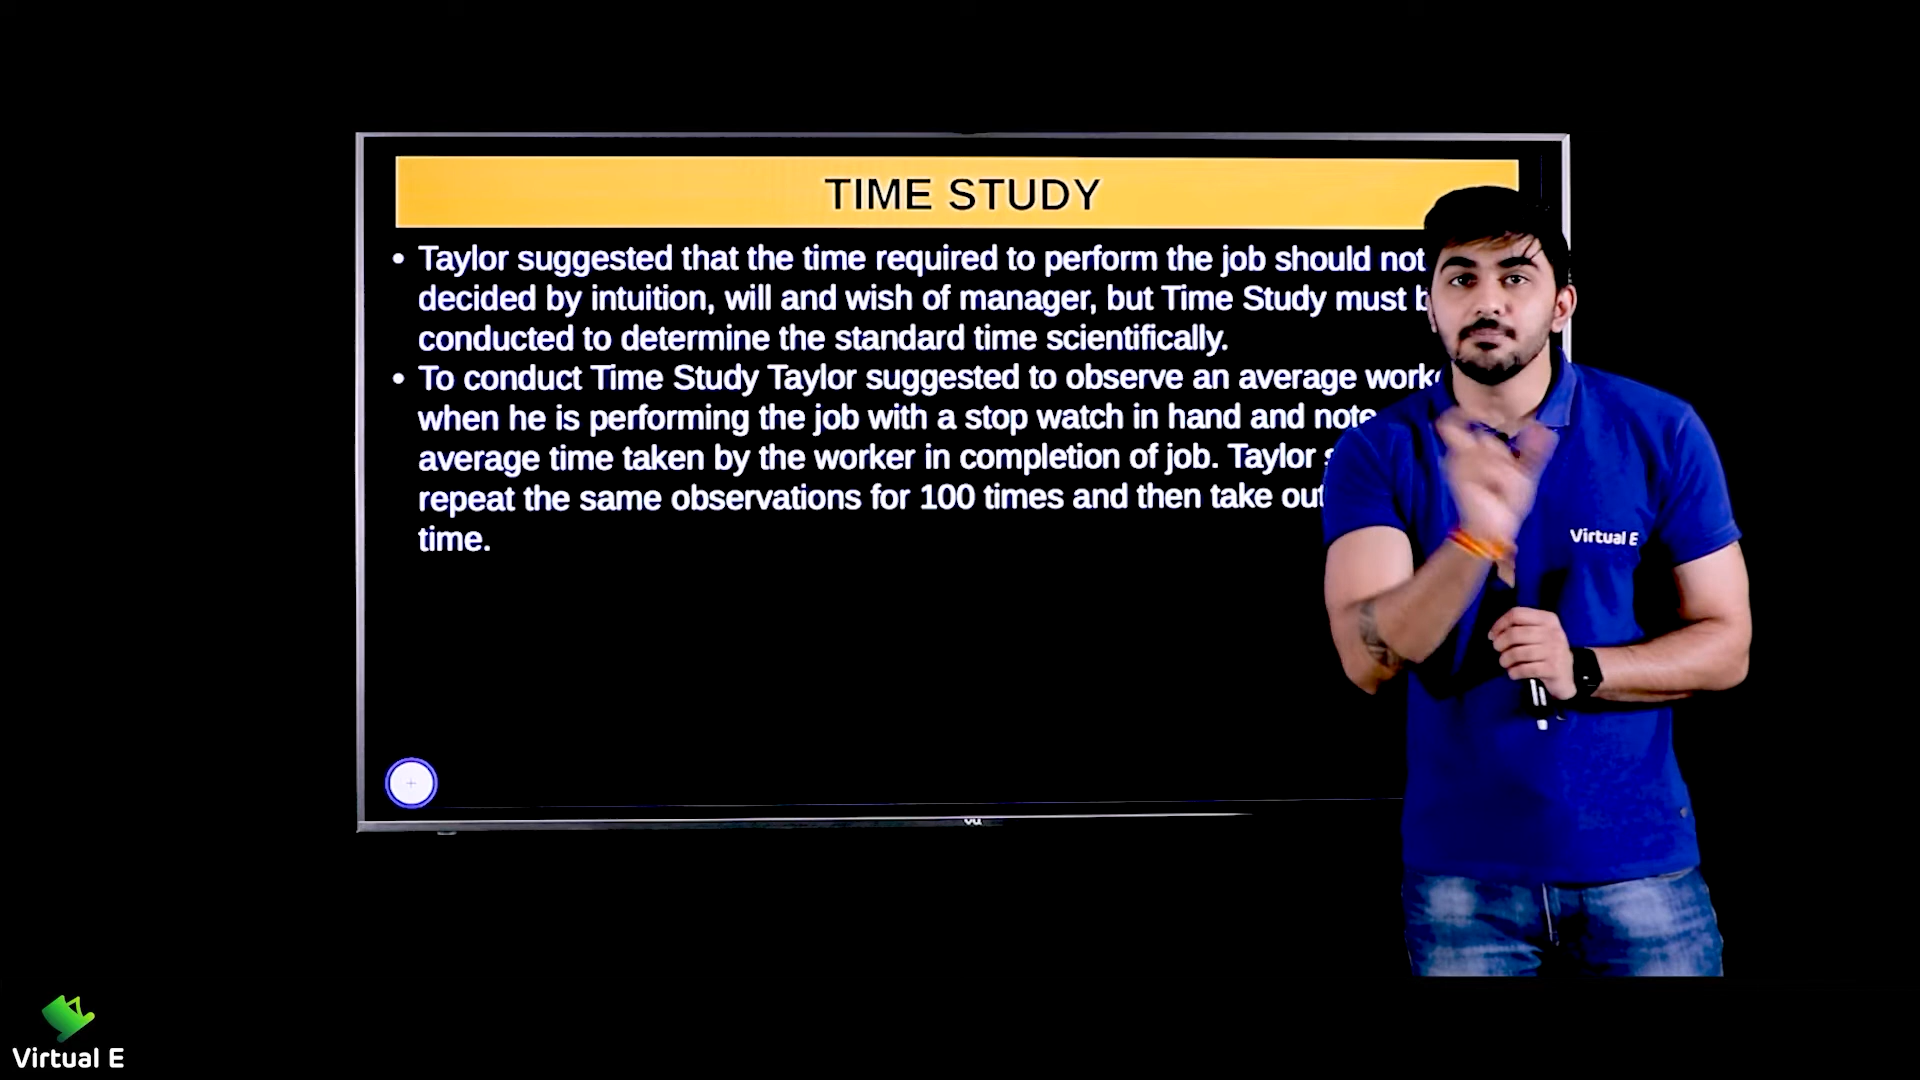 TIME STUDY
• Taylor suggested that the time required to perform the job should not
decided by intuition, will and wish of manager, but Time Study must
conducted to determine the standard time scientifically.
• To conduct Time Study Taylor suggested to observe an average
when he is performing the job with a stop watch in hand and note
average time taken by the worker in completion of job. Taylor
repeat the same observations for 100 times and then take out
time.
Virtual E
Virtual E